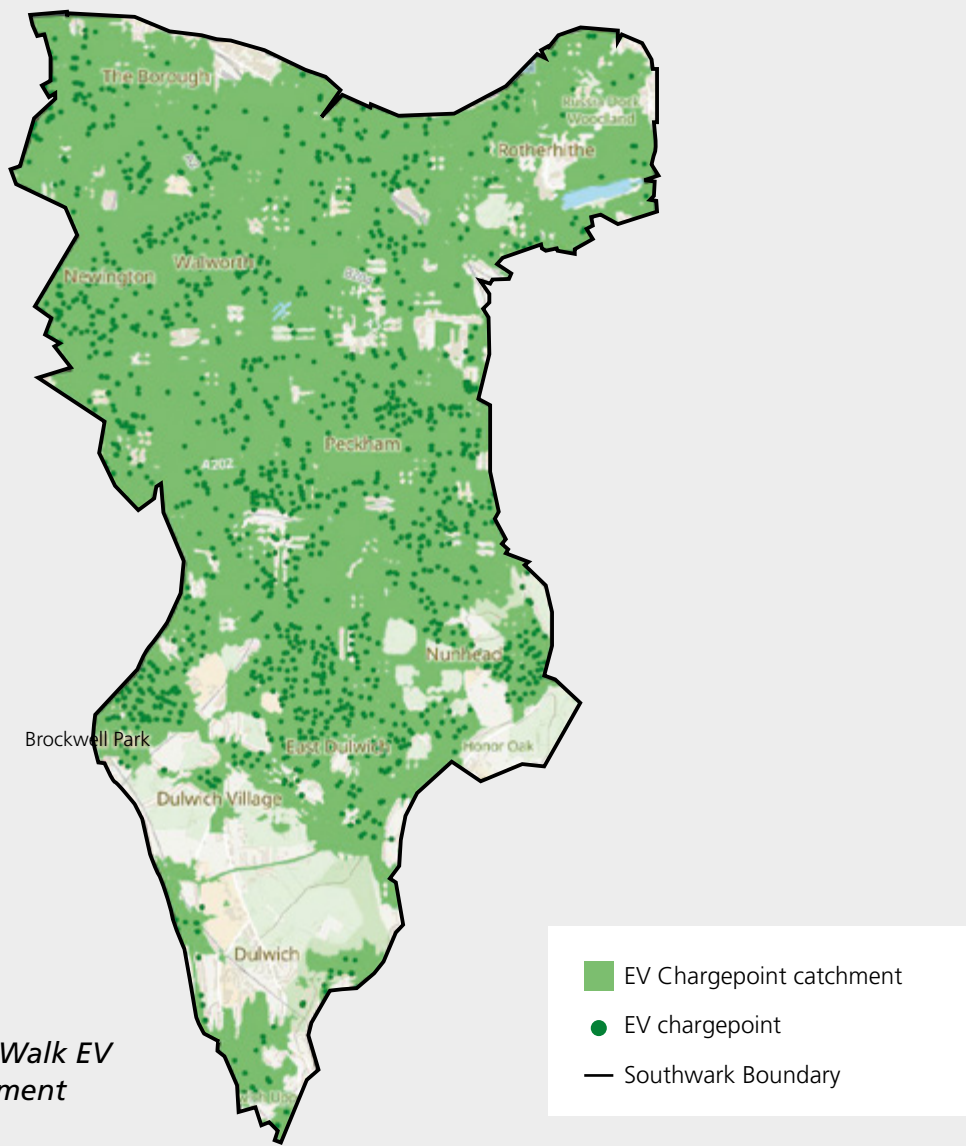 The Borough
Russia Dock
Woodland
Rotherhithe
Newington
Walworth
Peckham
A202
Nunhead
Brockwell Park
East Dulwich
Honor Oak
Dulwich Village
Dulwich
EV Chargepoint catchment
EV chargepoint
Southwark Boundary
Walk EV
ment